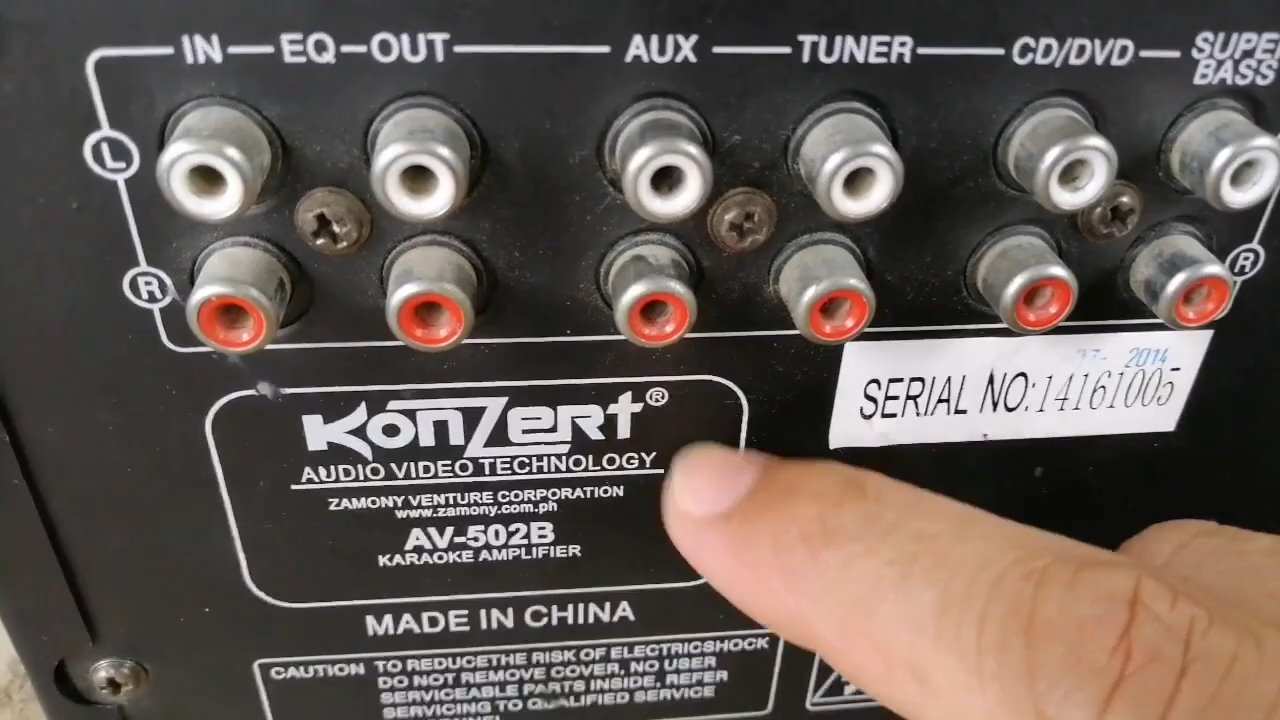 IN EQ-OUT AUX TUNER CD/DVD
BASS
L
R
R
KonZert®
AUDIO VIDEO TECHNOLOGY
ZAMONY VENTURE CORPORATION
www.zamony.com.ph
AV-502B
KARAOKE AMPLIFIER
MADE IN CHINA
2014
SERIAL NO:14161005
CAUTION TO REDUCETHE RISK OF ELECTRICSHOCK
DO NOT REMOVE COVER, NO USER
SERVICEABLE PARTS INSIDE, REFER
SERVICING TO QUALIFIED SERVICE